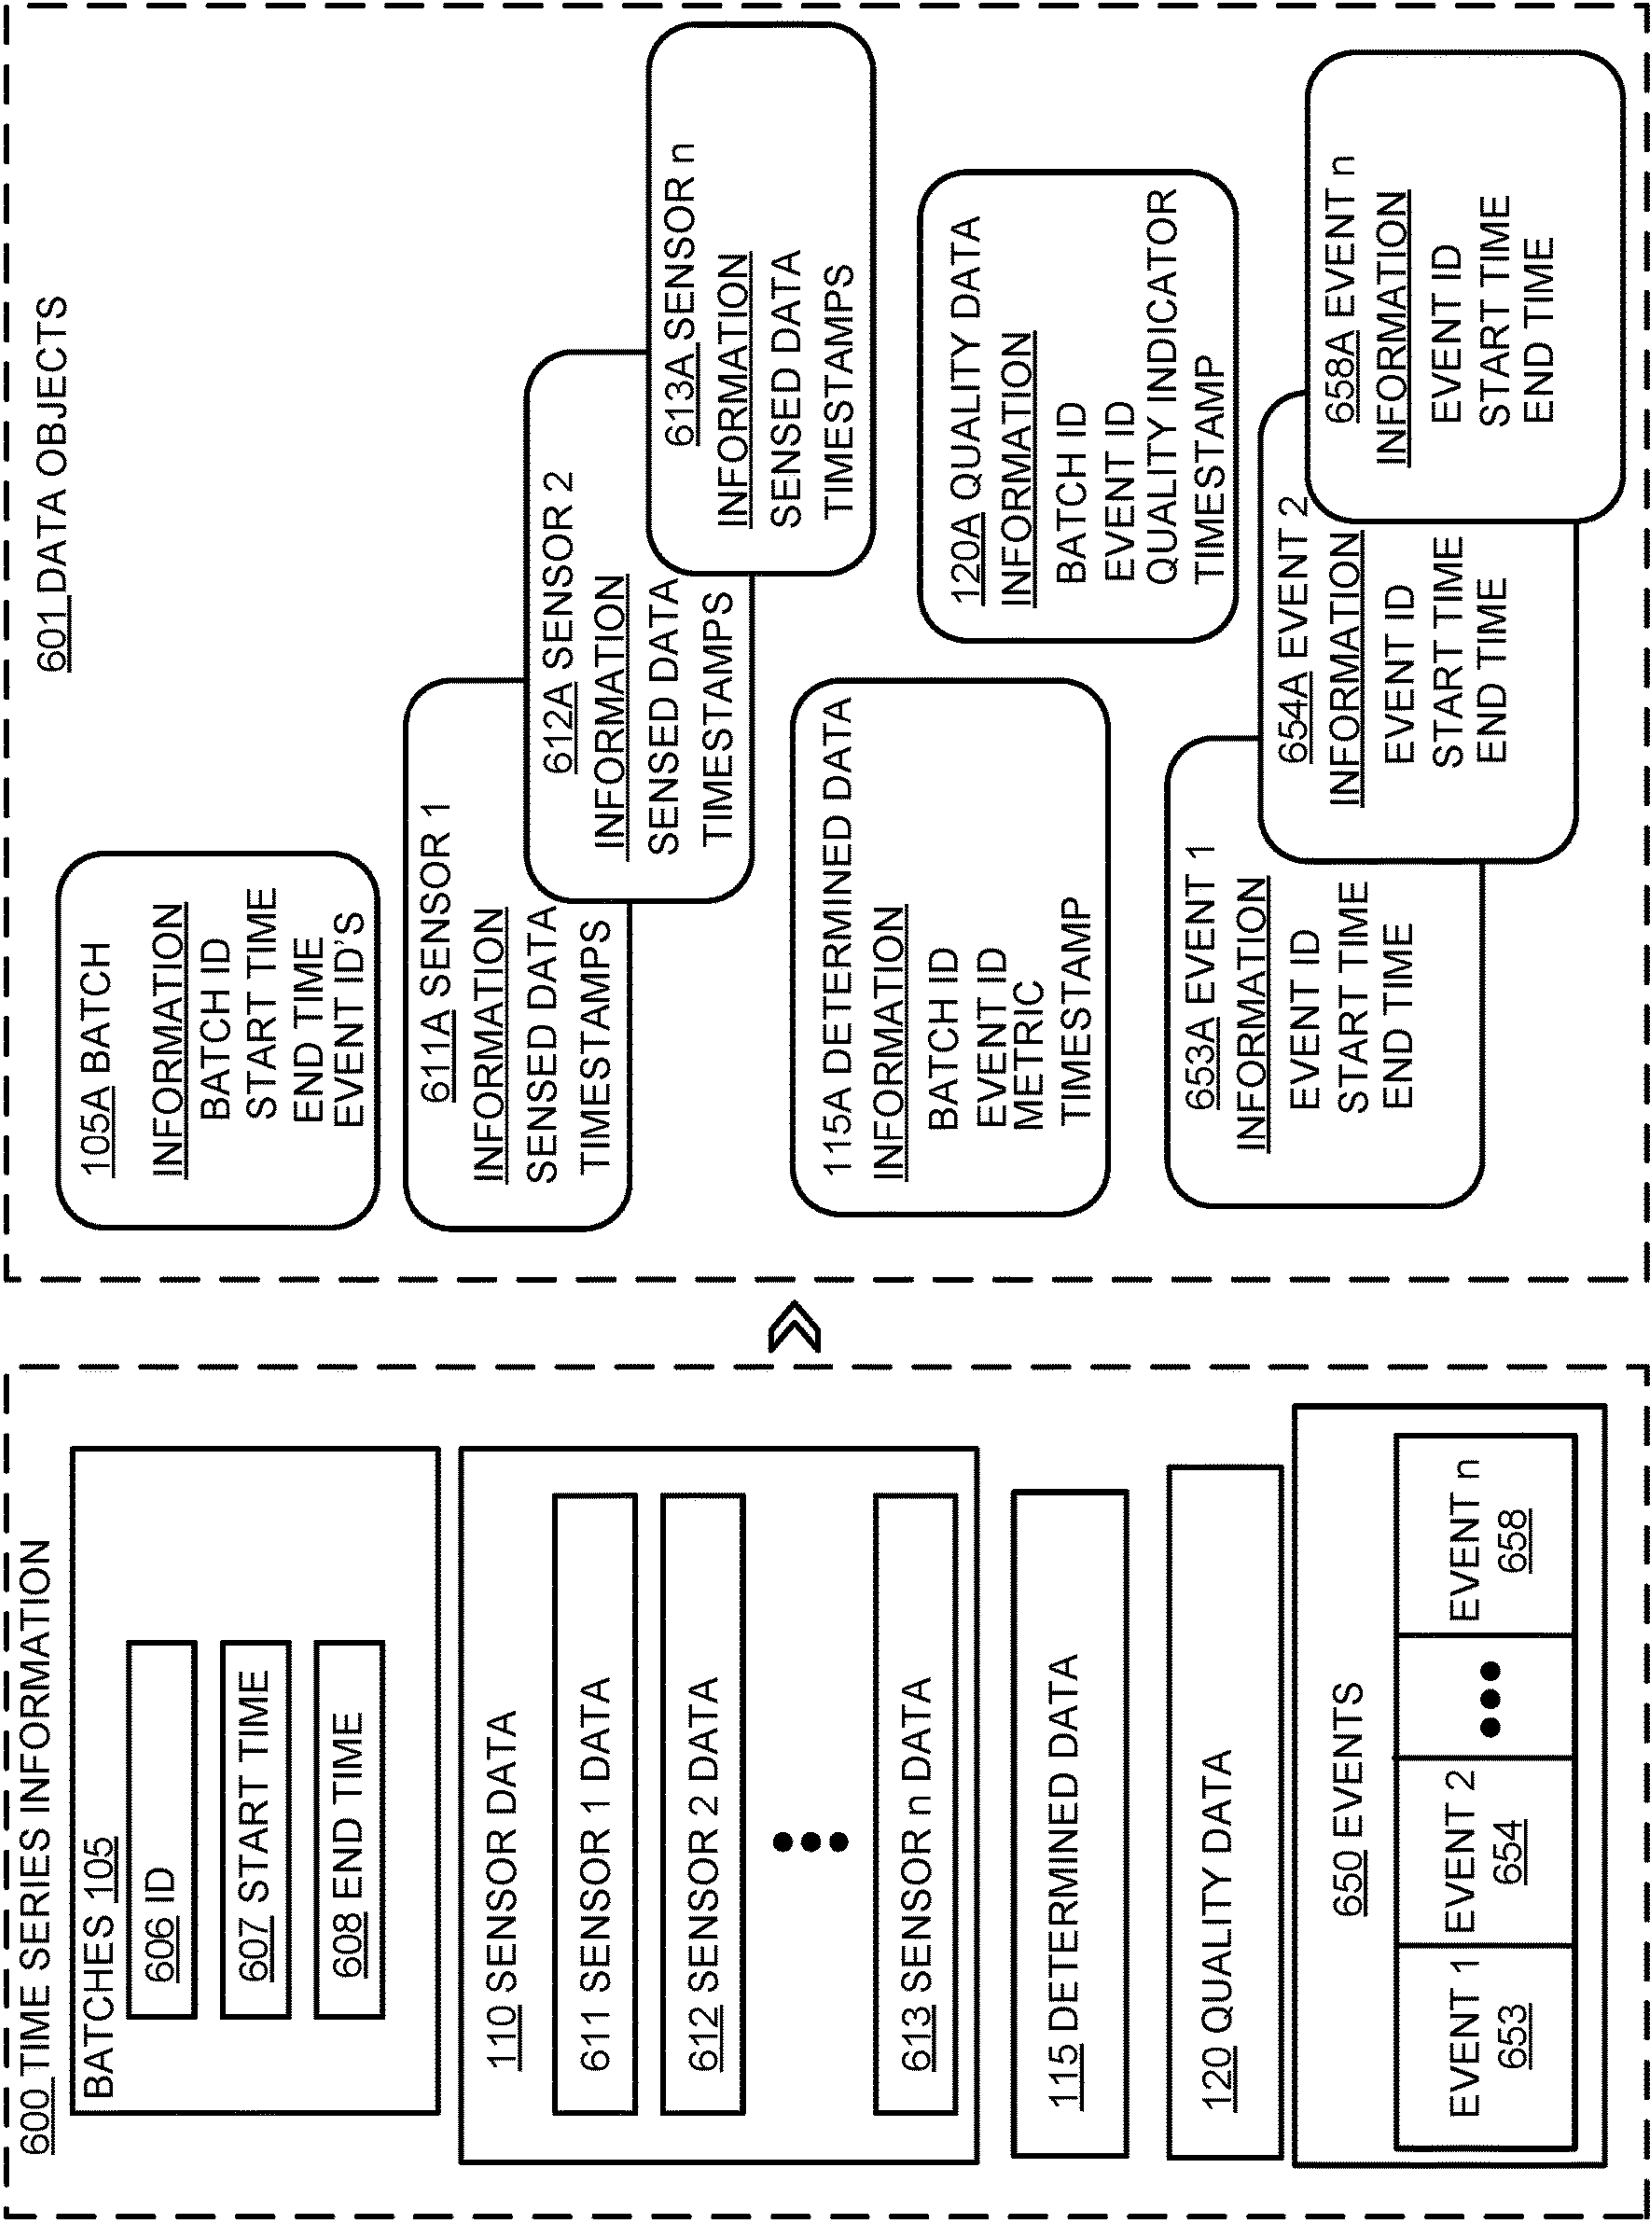 600 TIME SERIES INFORMATION
BATCHES 105
606 ID
607 START TIME
608 END TIME
110 SENSOR DATA
611 SENSOR 1 DATA
612 SENSOR 2 DATA
613 SENSOR n DATA
115 DETERMINED DATA
120 QUALITY DATA
650 EVENTS
EVENT 1
653
EVENT 2
654
EVENT n
658
601 DATA OBJECTS
105A BATCH
INFORMATION
BATCH ID
START TIME
END TIME
EVENT ID'S
611A SENSOR 1
INFORMATION
SENSED DATA
TIMESTAMPS
612A SENSOR 2
INFORMATION
SENSED DATA
TIMESTAMPS
613A SENSOR n
INFORMATION
SENSED DATA
TIMESTAMPS
115A DETERMINED DATA
INFORMATION
BATCH ID
EVENT ID
METRIC
TIMESTAMP
120A QUALITY DATA
INFORMATION
BATCH ID
EVENT ID
QUALITY INDICATOR
TIMESTAMP
653A EVENT 1
INFORMATION
EVENT ID
START TIME
END TIME
654A EVENT 2
INFORMATION
EVENT ID
START TIME
END TIME
658A EVENT n
INFORMATION
EVENT ID
START TIME
END TIME